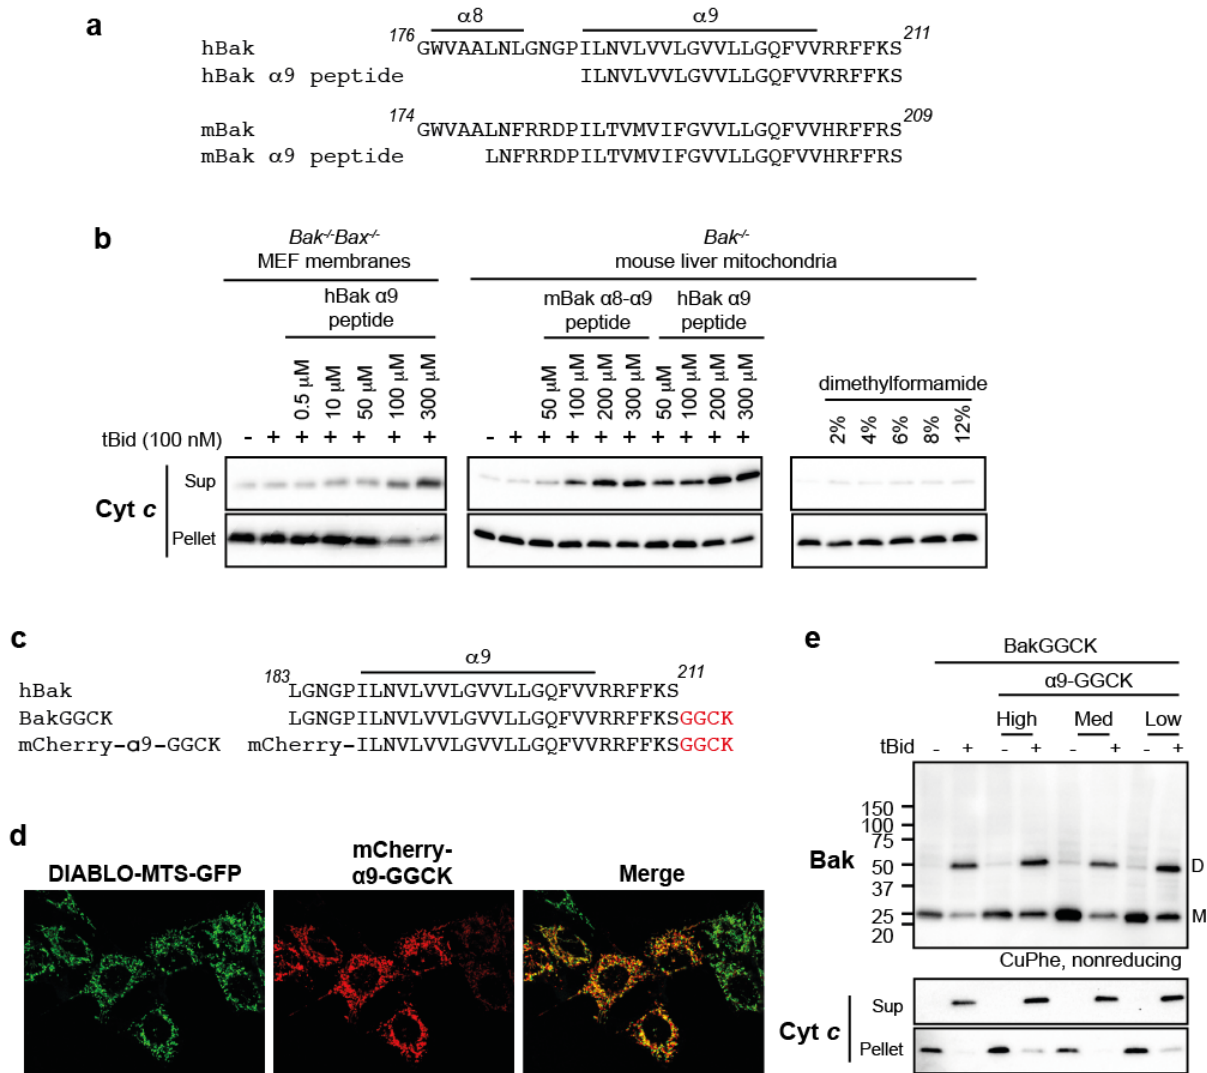 a
α8 α9
hBak 176 GWVAALNLGNGPILNVLVVLGVVLLGQFVVRRFFKS 211
hBak α9 peptide ILNVLVVLGVVLLGQFVVRRFFKS
mBak 174 GWVAALNFRRDPILTVMVIFGVVLLGQFVVHRFFRS 209
mBak α9 peptide LNFRRDPILTVMVIFGVVLLGQFVVHRFFRS
b
Bak-/-Bax-/-
MEF membranes
hBak α9
peptide
0.5 µM 10 µM 50 µM 100 µM 300 µM
Bak-/-
mouse liver mitochondria
mBak α8-α9
peptide
hBak α9
peptide
50 µM 100 µM 200 µM 300 µM 50 µM 100 µM 200 µM 300 µM
dimethylformamide
2% 4% 6% 8% 12%
tBid (100 nM) - + + + + + + - + + + + + + + + +
Cyt c
Sup
Pellet
c
α9
hBak 183 LGNGPILNVLVVLGVVLLGQFVVRRFFKS 211
BakGGCK LGNGPILNVLVVLGVVLLGQFVVRRFFKSGGCK
mCherry-α9-GGCK mCherry-ILNVLVVLGVVLLGQFVVRRFFKSGGCK
d
DIABLO-MTS-GFP
mCherry-
α9-GGCK
Merge
e
BakGGCK
α9-GGCK
High Med Low
tBid - + - + - + - +
150
100
75
50
37
25
20
Bak
D
M
CuPhe, nonreducing
Cyt c
Sup
Pellet